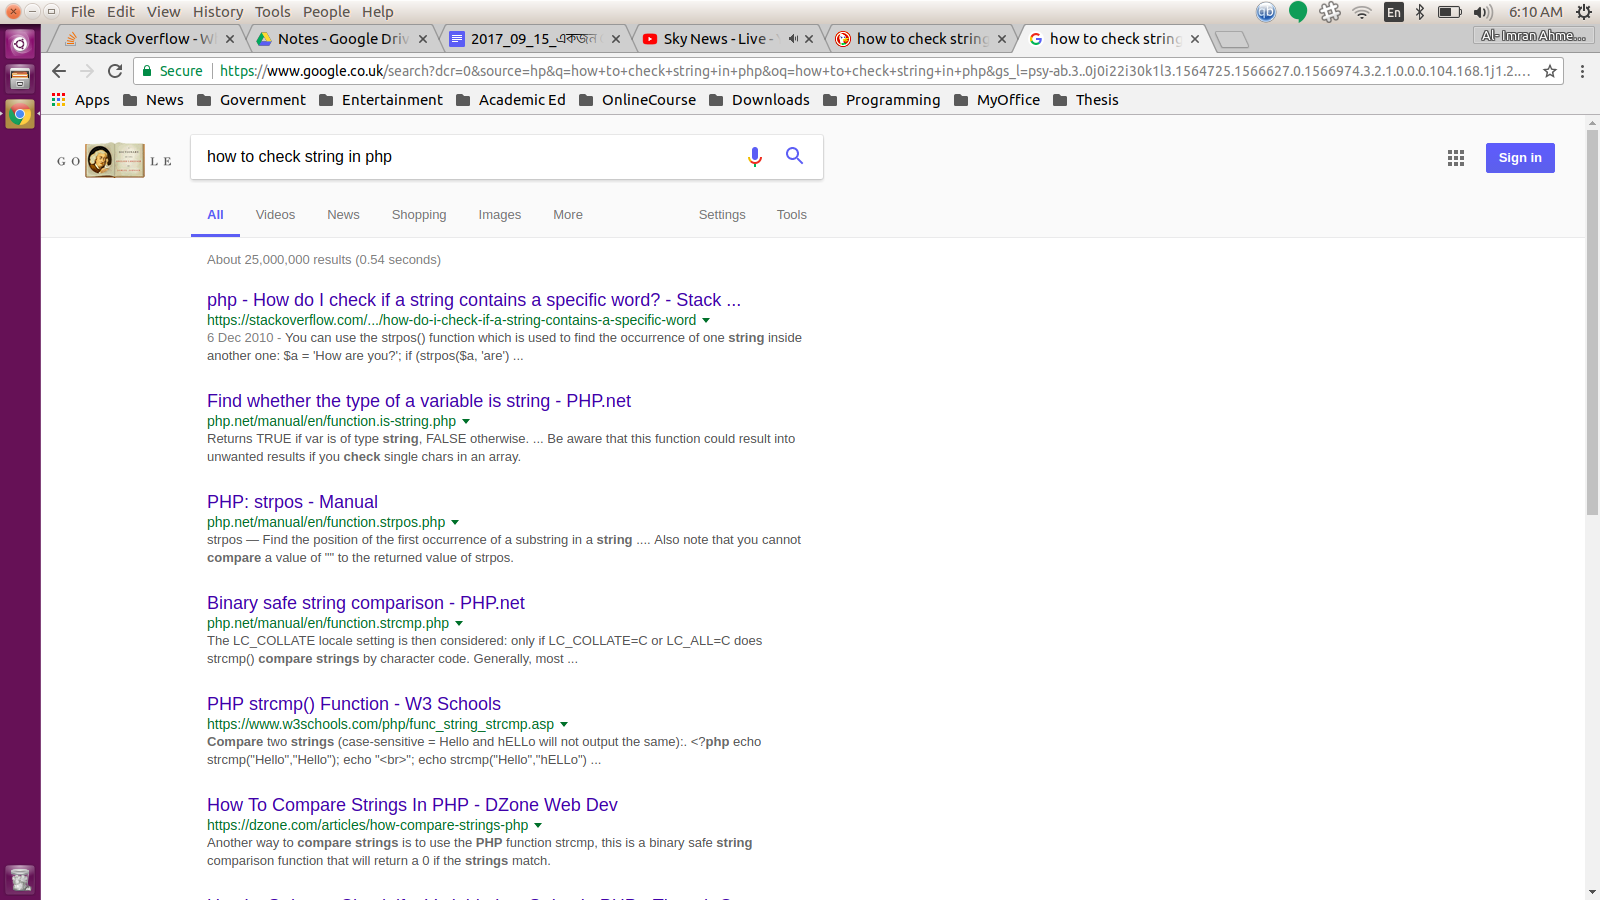 File Edit View History Tools People Help
En
6:10 AM
Stack Overflow - W
Notes - Google Driv
2017_09_15_একজন
Sky News - Live -
how to check string
how to check string
Al- Imran Ahme...
Secure
https://www.google.co.uk/search?dcr=0&source=hp&q=how+to+check+string+in+php&oq=how+to+check+string+in+php&gs_l=psy-ab.3..0j0i22i30k1l3.1564725.1566627.0.1566974.3.2.1.0.0.0.104.168.1j1.2....
Apps News Government Entertainment Academic Ed OnlineCourse Downloads Programming MyOffice Thesis
GO LE
how to check string in php
Sign in
All Videos News Shopping Images More Settings Tools
About 25,000,000 results (0.54 seconds)
php - How do I check if a string contains a specific word? - Stack ...
https://stackoverflow.com/.../how-do-i-check-if-a-string-contains-a-specific-word
6 Dec 2010 - You can use the strpos() function which is used to find the occurrence of one string inside
another one: $a = 'How are you?'; if (strpos($a, 'are') ...
Find whether the type of a variable is string - PHP.net
php.net/manual/en/function.is-string.php
Returns TRUE if var is of type string, FALSE otherwise. ... Be aware that this function could result into
unwanted results if you check single chars in an array.
PHP: strpos - Manual
php.net/manual/en/function.strpos.php
strpos — Find the position of the first occurrence of a substring in a string .... Also note that you cannot
compare a value of "" to the returned value of strpos.
Binary safe string comparison - PHP.net
php.net/manual/en/function.strcmp.php
The LC_COLLATE locale setting is then considered: only if LC_COLLATE=C or LC_ALL=C does
strcmp() compare strings by character code. Generally, most ...
PHP strcmp() Function - W3 Schools
https://www.w3schools.com/php/func_string_strcmp.asp
Compare two strings (case-sensitive = Hello and hELLo will not output the same):. <?php echo
strcmp("Hello","Hello"); echo "<br>"; echo strcmp("Hello","hELLo") ...
How To Compare Strings In PHP - DZone Web Dev
https://dzone.com/articles/how-compare-strings-php
Another way to compare strings is to use the PHP function strcmp, this is a binary safe string
comparison function that will return a 0 if the strings match.